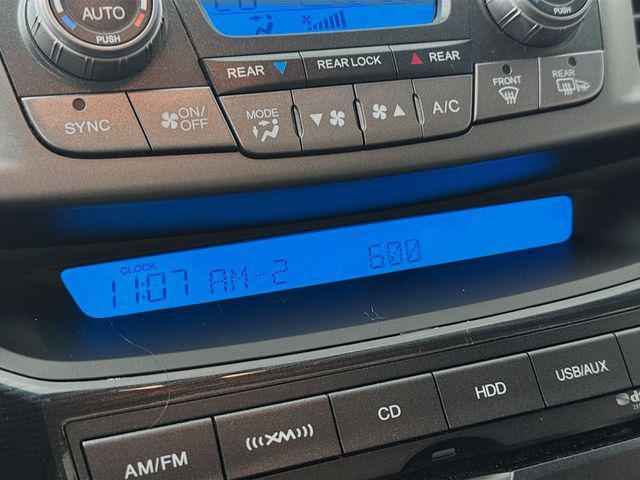 AUTO
PUSH
PUSH
PUSH
REAR REAR LOCK REAR
SYNC ON/OFF MODE A/C FRONT REAR
CLOCK
11:07 AM-2 600
AM/FM XM CD HDD USB/AUX